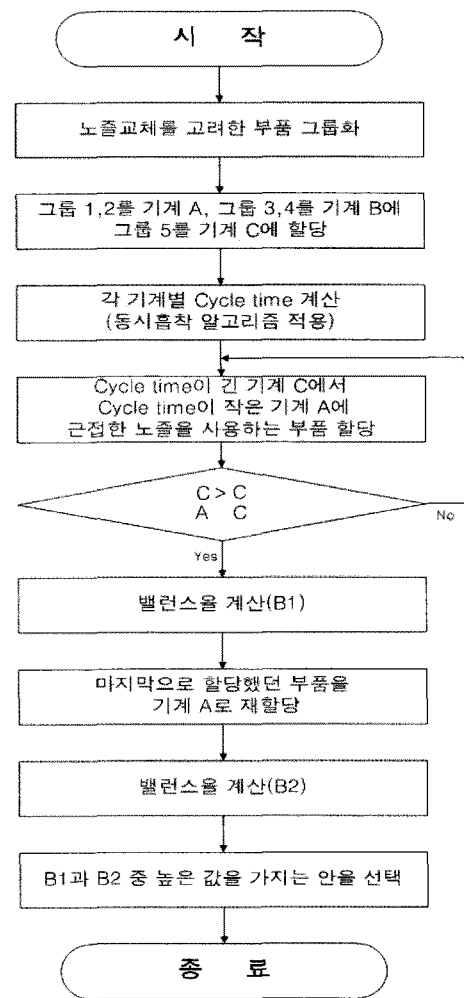 시 작
노즐교체를 고려한 부품 그룹화
그룹 1,2를 기계 A, 그룹 3,4를 기계 B에
그룹 5를 기계 C에 할당
각 기계별 Cycle time 계산
(동시흡착 알고리즘 적용)
Cycle time이 긴 기계 C에서
Cycle time이 작은 기계 A에
근접한 노즐을 사용하는 부품 할당
C > C
A C
No
Yes
밸런스율 계산(B1)
마지막으로 할당했던 부품을
기계 A로 재할당
밸런스율 계산(B2)
B1과 B2 중 높은 값을 가지는 안을 선택
종 료